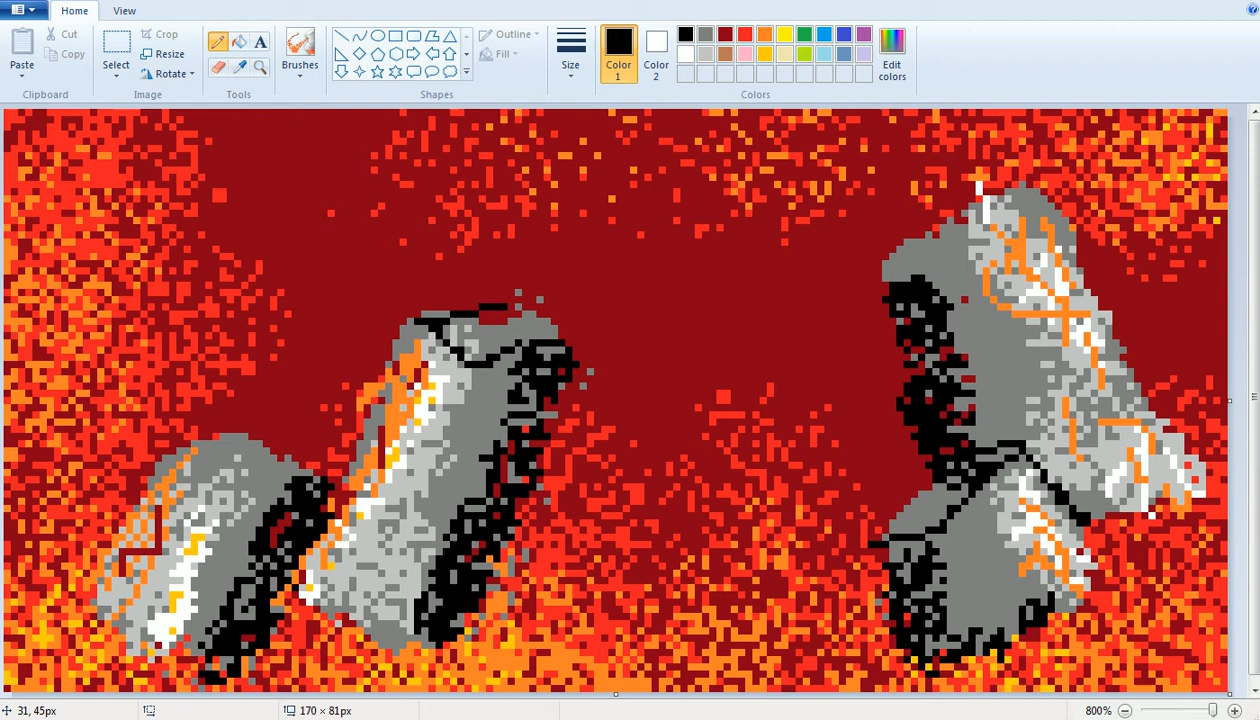 Home View
Paste Cut Copy Select Crop Resize Rotate A Brushes Outline Fill Size Color 1 Color 2 Edit colors
Clipboard Image Tools Shapes Colors
31, 45px 170 × 81px 800%